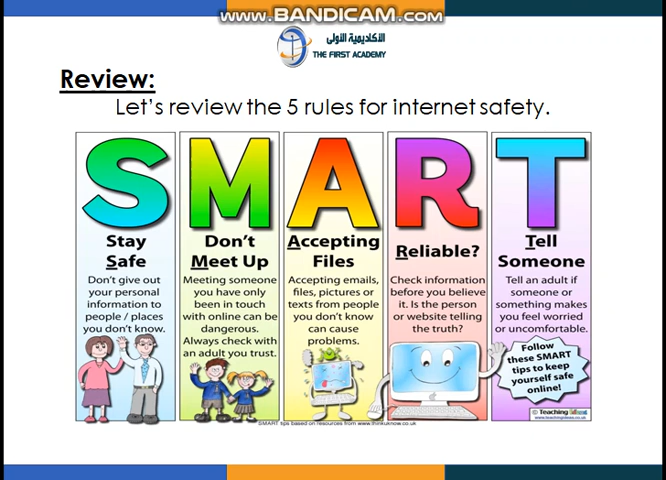 www.BANDICAM.com
الأكاديمية الأولى
THE FIRST ACADEMY
Review:
Let's review the 5 rules for internet safety.
S
Stay
Safe
Don't give out
your personal
information to
people / places
you don't know.
M
Don't
Meet Up
Meeting someone
you have only
been in touch
with online can be
dangerous.
Always check with
an adult you trust.
A
Accepting
Files
Accepting emails,
files, pictures or
texts from people
you don't know
can cause
problems.
R
Reliable?
Check information
before you believe
it. Is the person
or website telling
the truth?
T
Tell
Someone
Tell an adult if
someone or
something makes
you feel worried
or uncomfortable.
Follow
these SMART
tips to keep
yourself safe
online!
© Teaching Ideas
www.teachingideas.co.uk
SMART tips based on resources from www.thinkuknow.co.uk